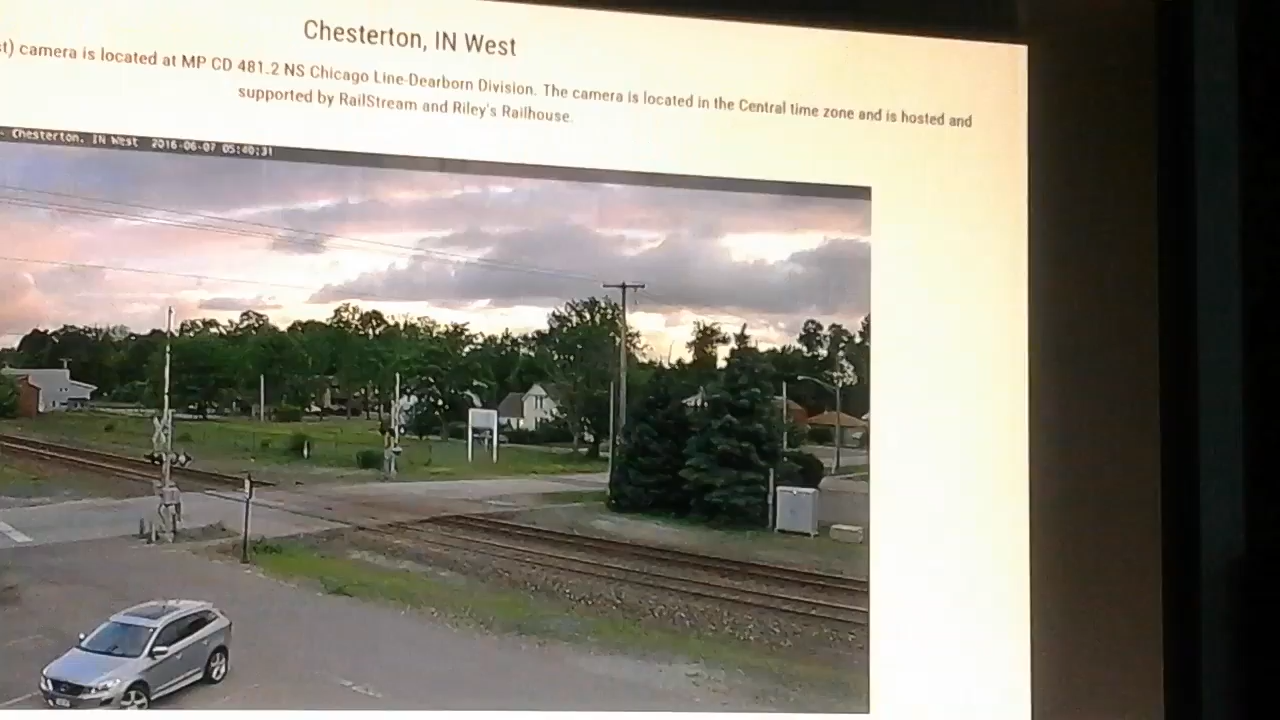 Chesterton, IN West
t) camera is located at MP CD 481.2 NS Chicago Line-Dearborn Division. The camera is located in the Central time zone and is hosted and
supported by RailStream and Riley's Railhouse.
- Chesterton, IN West 2016-06-07 05:40:31